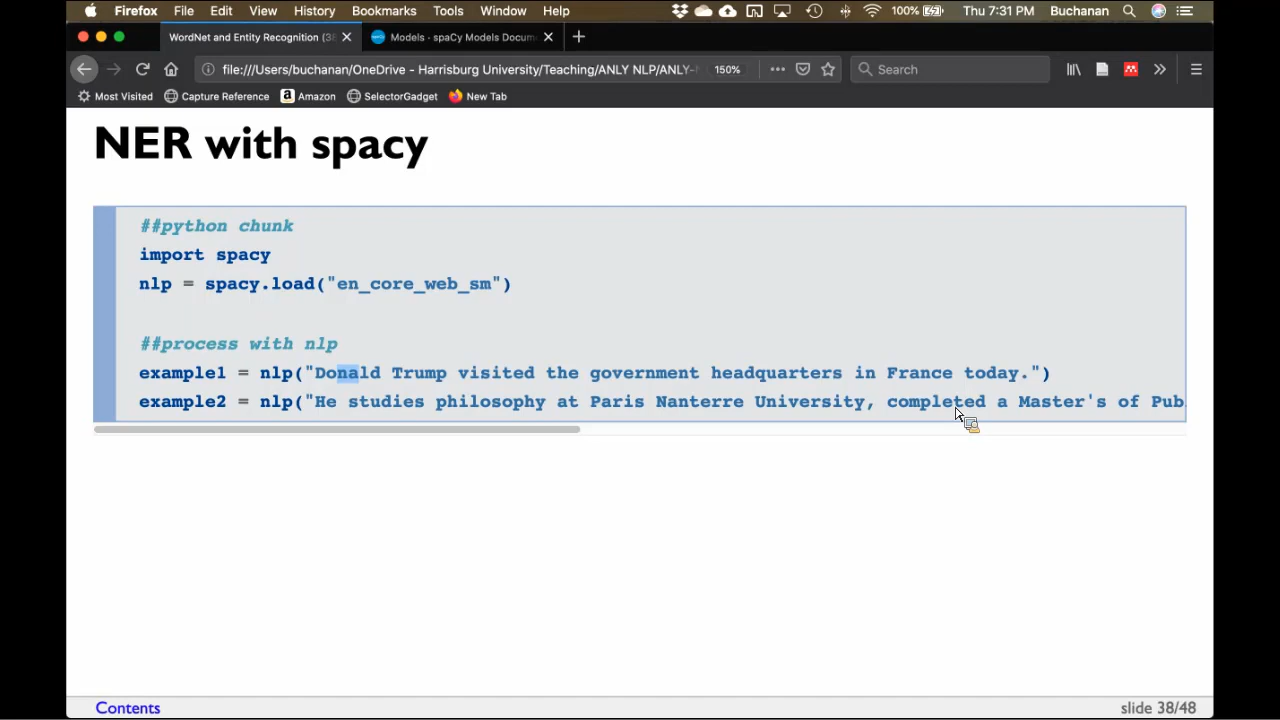 Firefox File Edit View History Bookmarks Tools Window Help 100% Thu 7:31 PM Buchanan
WordNet and Entity Recognition (38 Models · spaCy Models Docum
file:///Users/buchanan/OneDrive - Harrisburg University/Teaching/ANLY NLP/ANLY- 150% Search
Most Visited Capture Reference Amazon SelectorGadget New Tab
NER with spacy
##python chunk
import spacy
nlp = spacy.load("en_core_web_sm")
##process with nlp
example1 = nlp("Donald Trump visited the government headquarters in France today.")
example2 = nlp("He studies philosophy at Paris Nanterre University, completed a Master's of Pub
Contents slide 38/48